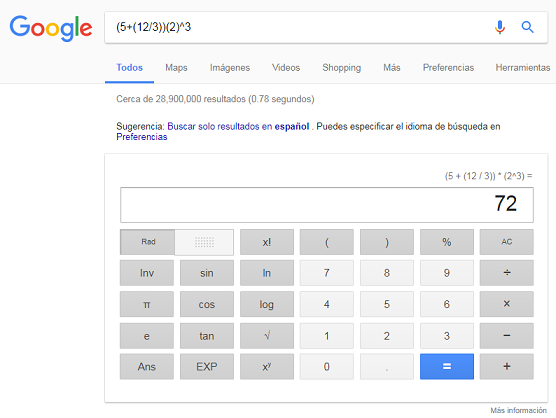 Google (5+(12/3))(2)^3
Todos Maps Imágenes Videos Shopping Más Preferencias Herramientas
Cerca de 28,900,000 resultados (0.78 segundos)
Sugerencia: Buscar solo resultados en español . Puedes especificar el idioma de búsqueda en
Preferencias
(5 + (12 / 3)) * (2^3) =
72
Rad x! ( ) % AC
Inv sin ln 7 8 9 ÷
π cos log 4 5 6 ×
e tan √ 1 2 3 −
Ans EXP xʸ 0 . = +
Más información